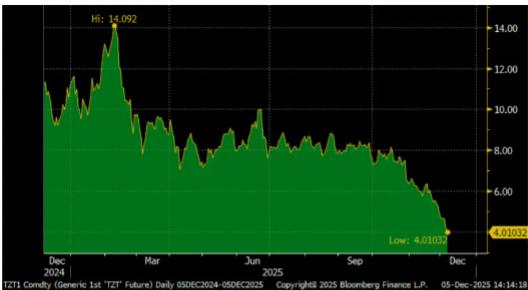 Hi: 14.092
14.00
12.00
10.00
8.00
6.00
4.01032
Low: 4.01032
Dec Mar Jun Sep Dec
2024 2025
TZT1 Comdty (Generic 1st 'TZT' Future) Daily 05DEC2024-05DEC2025 Copyright© 2025 Bloomberg Finance L.P. 05-Dec-2025 14:14:18